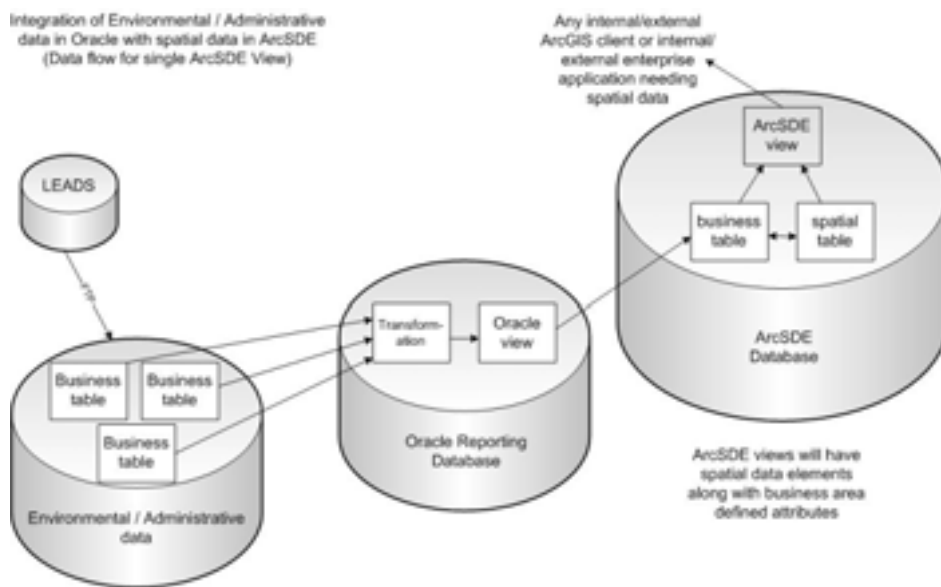 Integration of Environmental / Administrative
data in Oracle with spatial data in ArcSDE
(Data flow for single ArcSDE View)
Any internal/external
ArcGIS client or internal/
external enterprise
application needing
spatial data
ArcSDE
view
business
table
spatial
table
ArcSDE
Database
LEADS
FTP
Transform-
ation
Oracle
view
Oracle Reporting
Database
Business
table
Business
table
Business
table
Environmental / Administrative
data
ArcSDE views will have
spatial data elements
along with business area
defined attributes